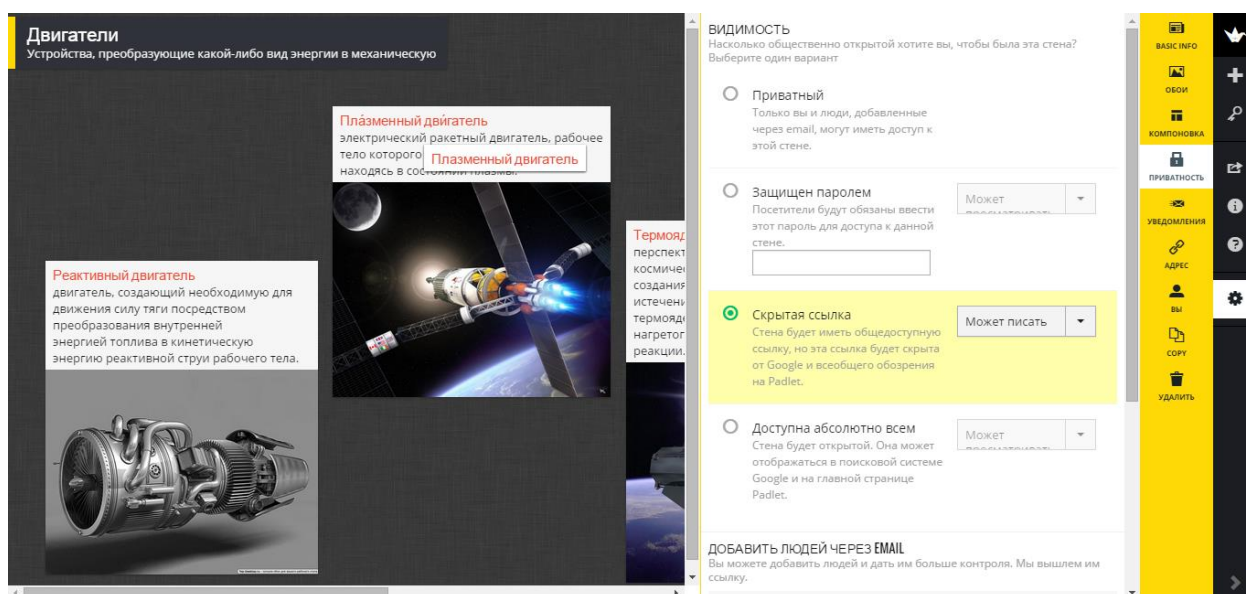 Двигатели
Устройства, преобразующие какой-либо вид энергии в механическую
Пла́зменный дви́гатель
электрический ракетный двигатель, рабочее
тело которого
Плазменный двигатель
находясь в состоянии плазмы.
Реактивный двигатель
двигатель, создающий необходимую для
движения силу тяги посредством
преобразования внутренней
энергией топлива в кинетическую
энергию реактивной струи рабочего тела.
Термояд
перспект
космичес
создания
истечени
термояде
нагретог
реакции.
ВИДИМОСТЬ
Насколько общественно открытой хотите вы, чтобы была эта стена?
Выберите один вариант
Приватный
Только вы и люди, добавленные
через email, могут иметь доступ к
этой стене.
Защищен паролем
Посетители будут обязаны ввести
этот пароль для доступа к данной
стене.
Может
просматривать
Скрытая ссылка
Стена будет иметь общедоступную
ссылку, но эта ссылка будет скрыта
от Google и всеобщего обозрения
на Padlet.
Может писать
Доступна абсолютно всем
Стена будет открытой. Она может
отображаться в поисковой системе
Google и на главной странице
Padlet.
Может
просматривать
ДОБАВИТЬ ЛЮДЕЙ ЧЕРЕЗ EMAIL
Вы можете добавить людей и дать им больше контроля. Мы вышлем им
ссылку.
BASIC INFO
ОБОИ
КОМПОНОВКА
ПРИВАТНОСТЬ
УВЕДОМЛЕНИЯ
АДРЕС
ВЫ
COPY
УДАЛИТЬ